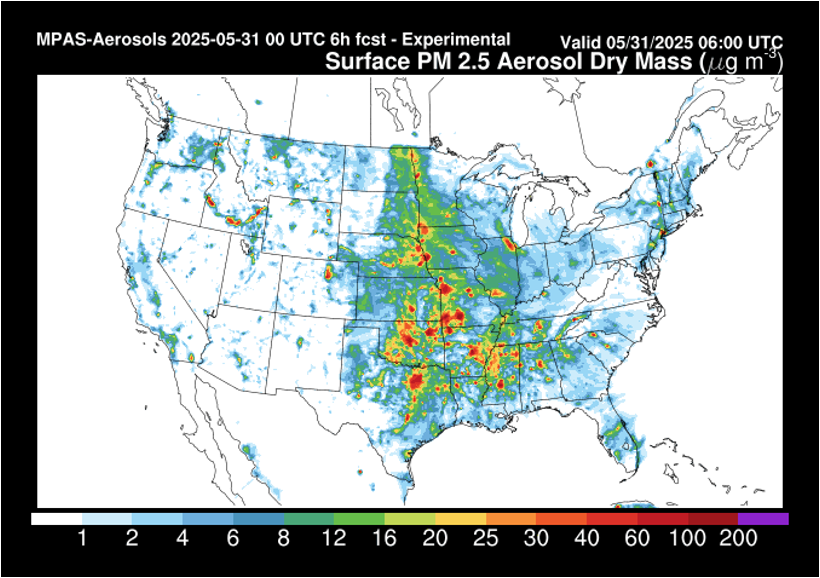 MPAS-Aerosols 2025-05-31 00 UTC 6h fcst - Experimental
Valid 05/31/2025 06:00 UTC
Surface PM 2.5 Aerosol Dry Mass (μg m⁻³)
1 2 4 6 8 12 16 20 25 30 40 60 100 200